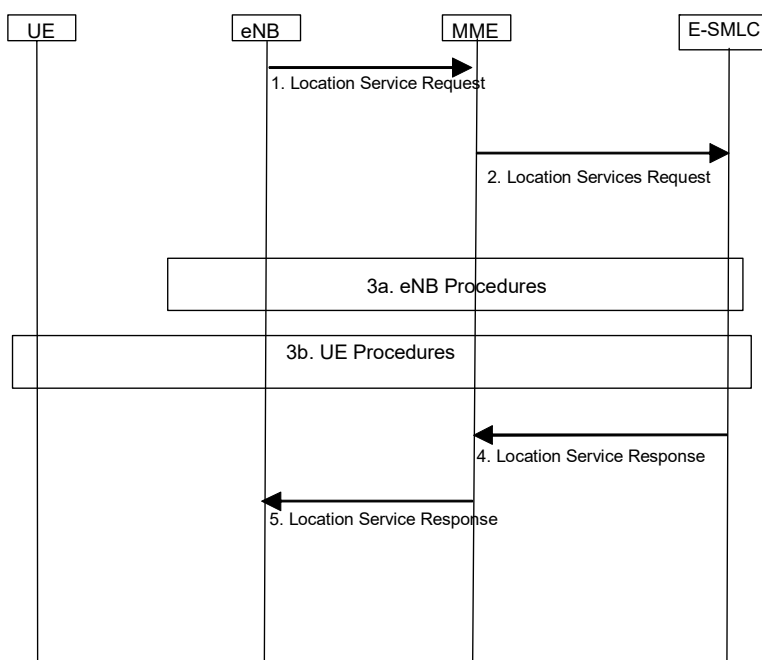 UE
eNB
MME
E-SMLC
1. Location Service Request
2. Location Services Request
3a. eNB Procedures
3b. UE Procedures
4. Location Service Response
5. Location Service Response